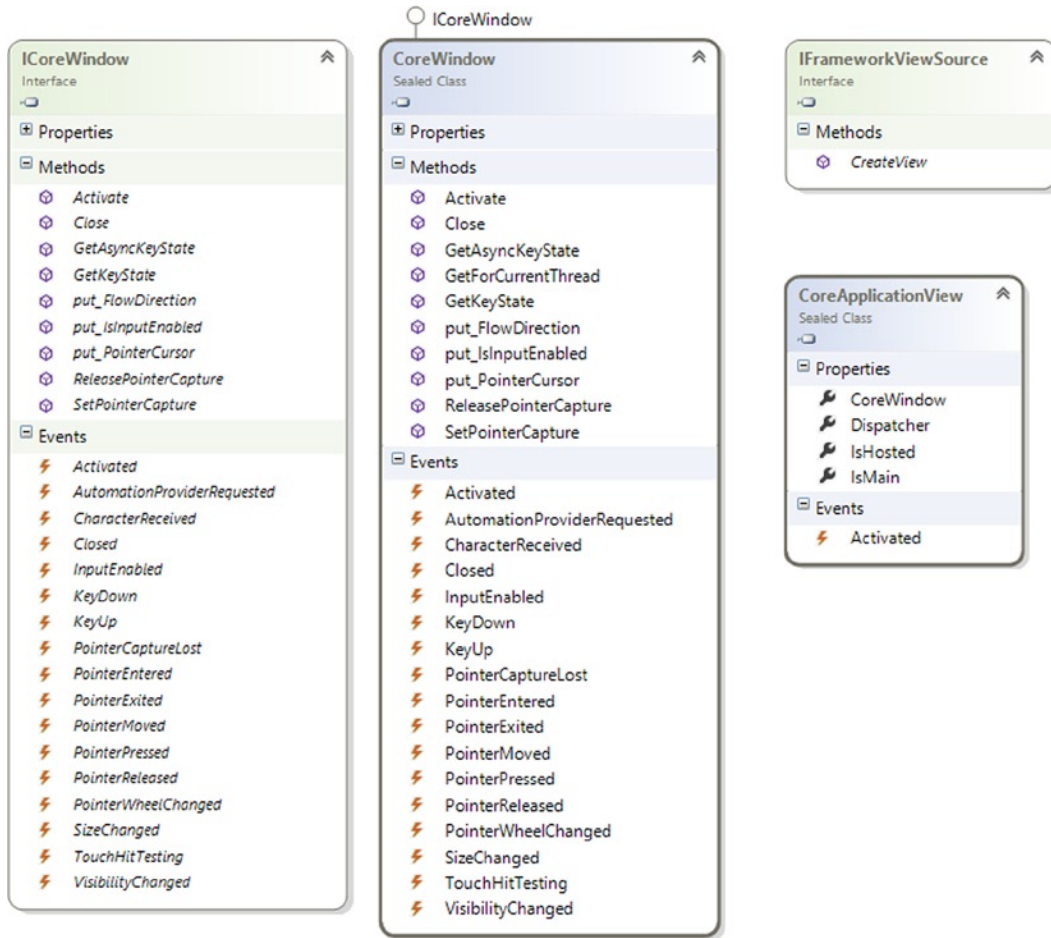 ICoreWindow
ICoreWindow
Interface
Properties
Methods
Activate
Close
GetAsyncKeyState
GetKeyState
put_FlowDirection
put_IsInputEnabled
put_PointerCursor
ReleasePointerCapture
SetPointerCapture
Events
Activated
AutomationProviderRequested
CharacterReceived
Closed
InputEnabled
KeyDown
KeyUp
PointerCaptureLost
PointerEntered
PointerExited
PointerMoved
PointerPressed
PointerReleased
PointerWheelChanged
SizeChanged
TouchHitTesting
VisibilityChanged
CoreWindow
Sealed Class
Properties
Methods
Activate
Close
GetAsyncKeyState
GetForCurrentThread
GetKeyState
put_FlowDirection
put_IsInputEnabled
put_PointerCursor
ReleasePointerCapture
SetPointerCapture
Events
Activated
AutomationProviderRequested
CharacterReceived
Closed
InputEnabled
KeyDown
KeyUp
PointerCaptureLost
PointerEntered
PointerExited
PointerMoved
PointerPressed
PointerReleased
PointerWheelChanged
SizeChanged
TouchHitTesting
VisibilityChanged
IFrameworkViewSource
Interface
Methods
CreateView
CoreApplicationView
Sealed Class
Properties
CoreWindow
Dispatcher
IsHosted
IsMain
Events
Activated